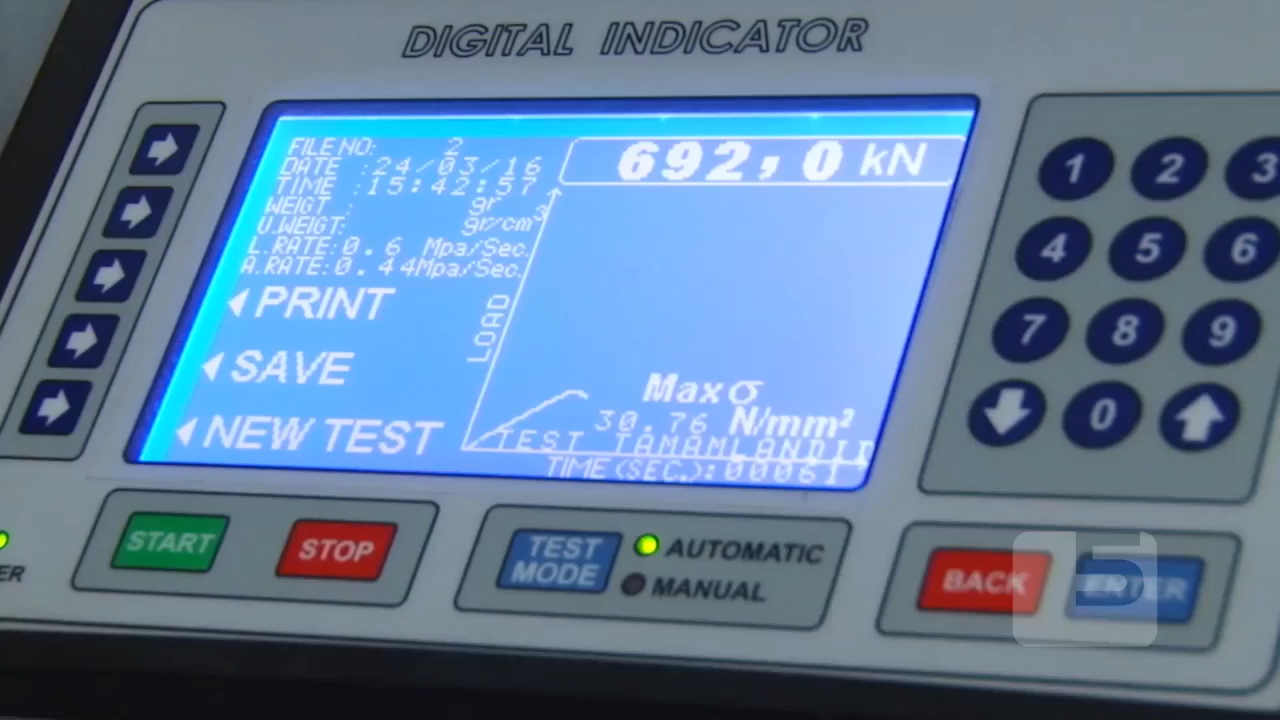 DIGITAL INDICATOR
FILE NO: 2
DATE :24/03/16
TIME :15:42:57
WEIGT : gr
U.WEIGT: gr/cm³
L.RATE:0.6 Mpa/Sec.
A.RATE:0.44Mpa/Sec.
PRINT
SAVE
NEW TEST
692,0 kN
LOAD
Max σ
30.76 N/mm²
TEST TAMAMLANDI
TIME(SEC.):00061
1 2 3
4 5 6
7 8 9
0
START STOP
TEST MODE
AUTOMATIC
MANUAL
BACK ENTER
ER